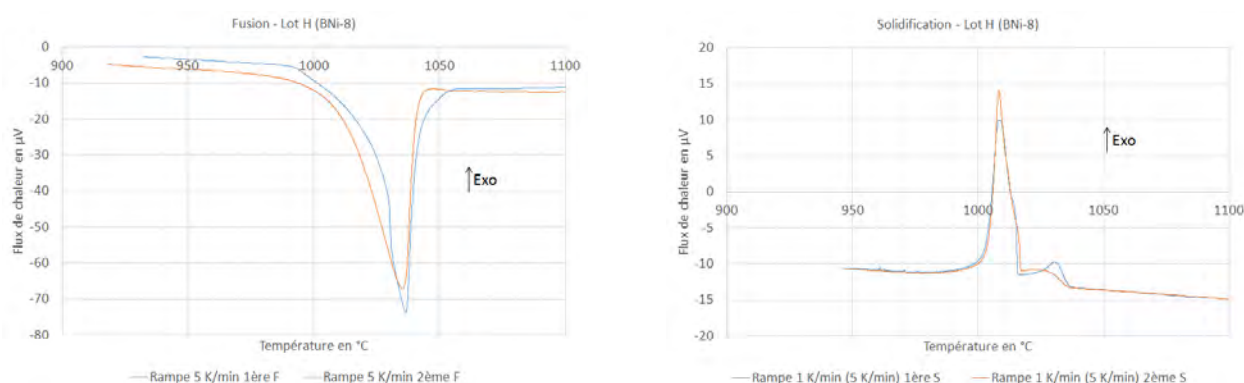 Fusion - Lot H (BNi-8)
0
-10
-20
-30
-40
-50
-60
-70
-80
900
950
1000
1050
1100
Flux de chaleur en µV
Exo
Température en °C
Rampe 5 K/min 1ère F
Rampe 5 K/min 2ème F
Solidification - Lot H (BNi-8)
20
15
10
5
0
-5
-10
-15
-20
900
950
1000
1050
1100
Flux de chaleur en µV
Exo
Température en °C
Rampe 1 K/min (5 K/min) 1ère S
Rampe 1 K/min (5 K/min) 2ème S